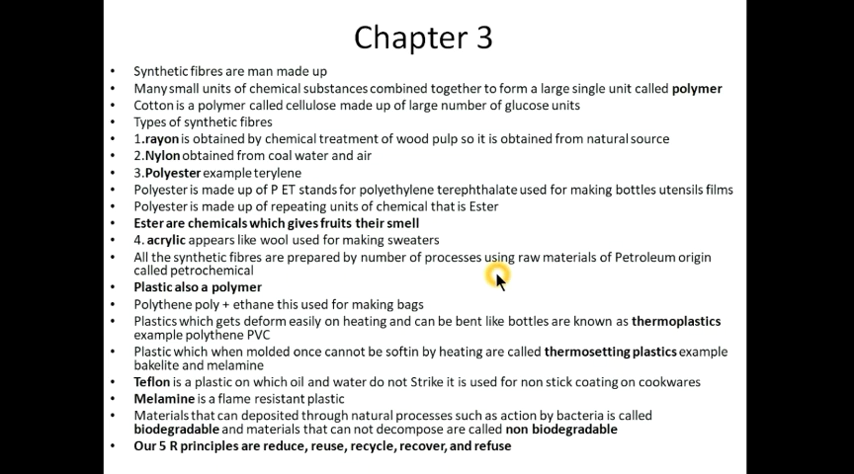 Chapter 3
• Synthetic fibres are man made up
• Many small units of chemical substances combined together to form a large single unit called polymer
• Cotton is a polymer called cellulose made up of large number of glucose units
• Types of synthetic fibres
• 1.rayon is obtained by chemical treatment of wood pulp so it is obtained from natural source
• 2.Nylon obtained from coal water and air
• 3.Polyester example terylene
• Polyester is made up of P ET stands for polyethylene terephthalate used for making bottles utensils films
• Polyester is made up of repeating units of chemical that is Ester
• Ester are chemicals which gives fruits their smell
• 4. acrylic appears like wool used for making sweaters
• All the synthetic fibres are prepared by number of processes using raw materials of Petroleum origin
called petrochemical
• Plastic also a polymer
• Polythene poly + ethane this used for making bags
• Plastics which gets deform easily on heating and can be bent like bottles are known as thermoplastics
example polythene PVC
• Plastic which when molded once cannot be softin by heating are called thermosetting plastics example
bakelite and melamine
• Teflon is a plastic on which oil and water do not Strike it is used for non stick coating on cookwares
• Melamine is a flame resistant plastic
• Materials that can deposited through natural processes such as action by bacteria is called
biodegradable and materials that can not decompose are called non biodegradable
• Our 5 R principles are reduce, reuse, recycle, recover, and refuse